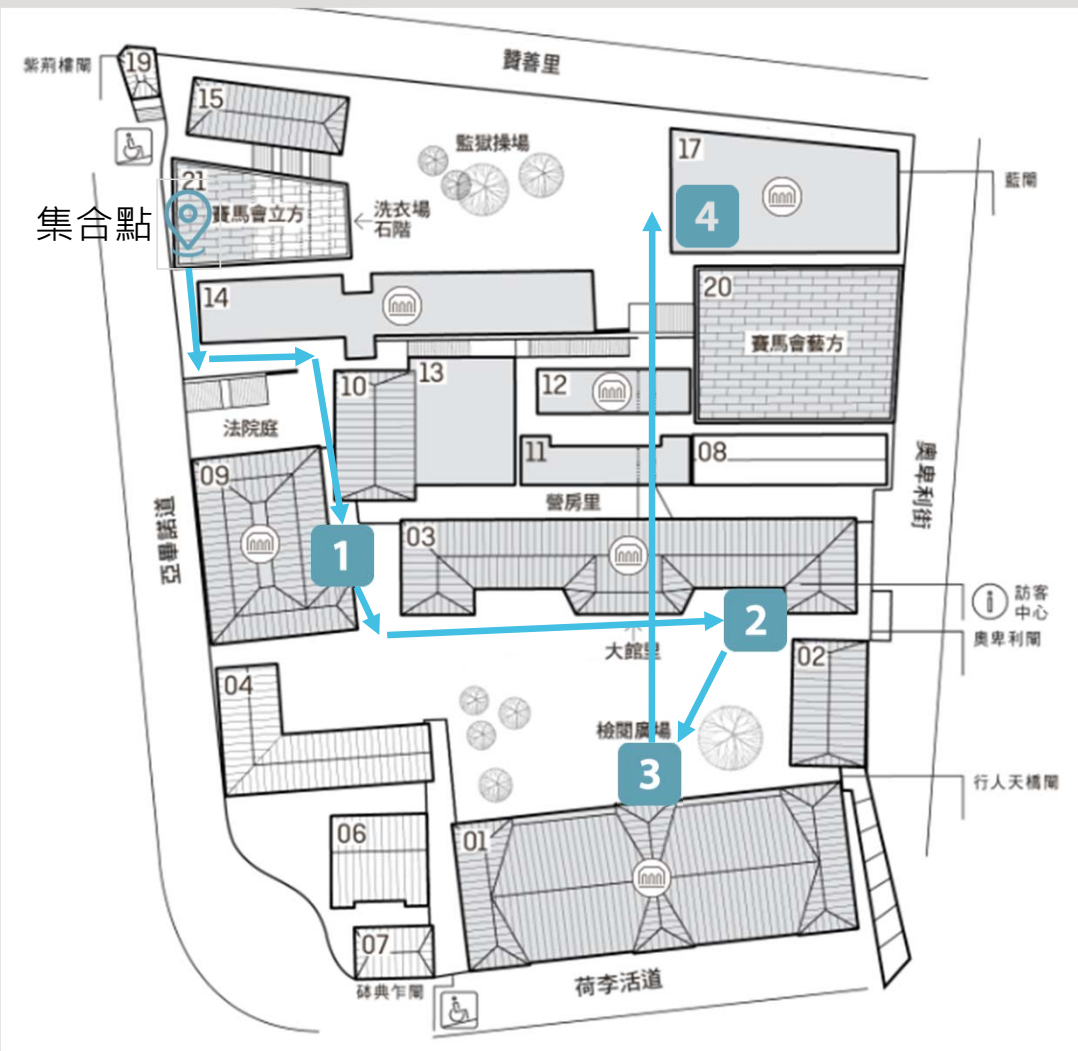 贊善里
紫荊樓閘
19
15
監獄操場
17
藍閘
21
賽馬會立方
洗衣場
石階
集合點
4
14
20
賽馬會藝方
10
13
12
法院庭
11
08
09
營房里
奧卑利街
亞畢諾道
1
03
訪客
中心
2
奧卑利閘
大館里
02
04
檢閱廣場
3
行人天橋閘
06
01
07
砵典乍閘
荷李活道